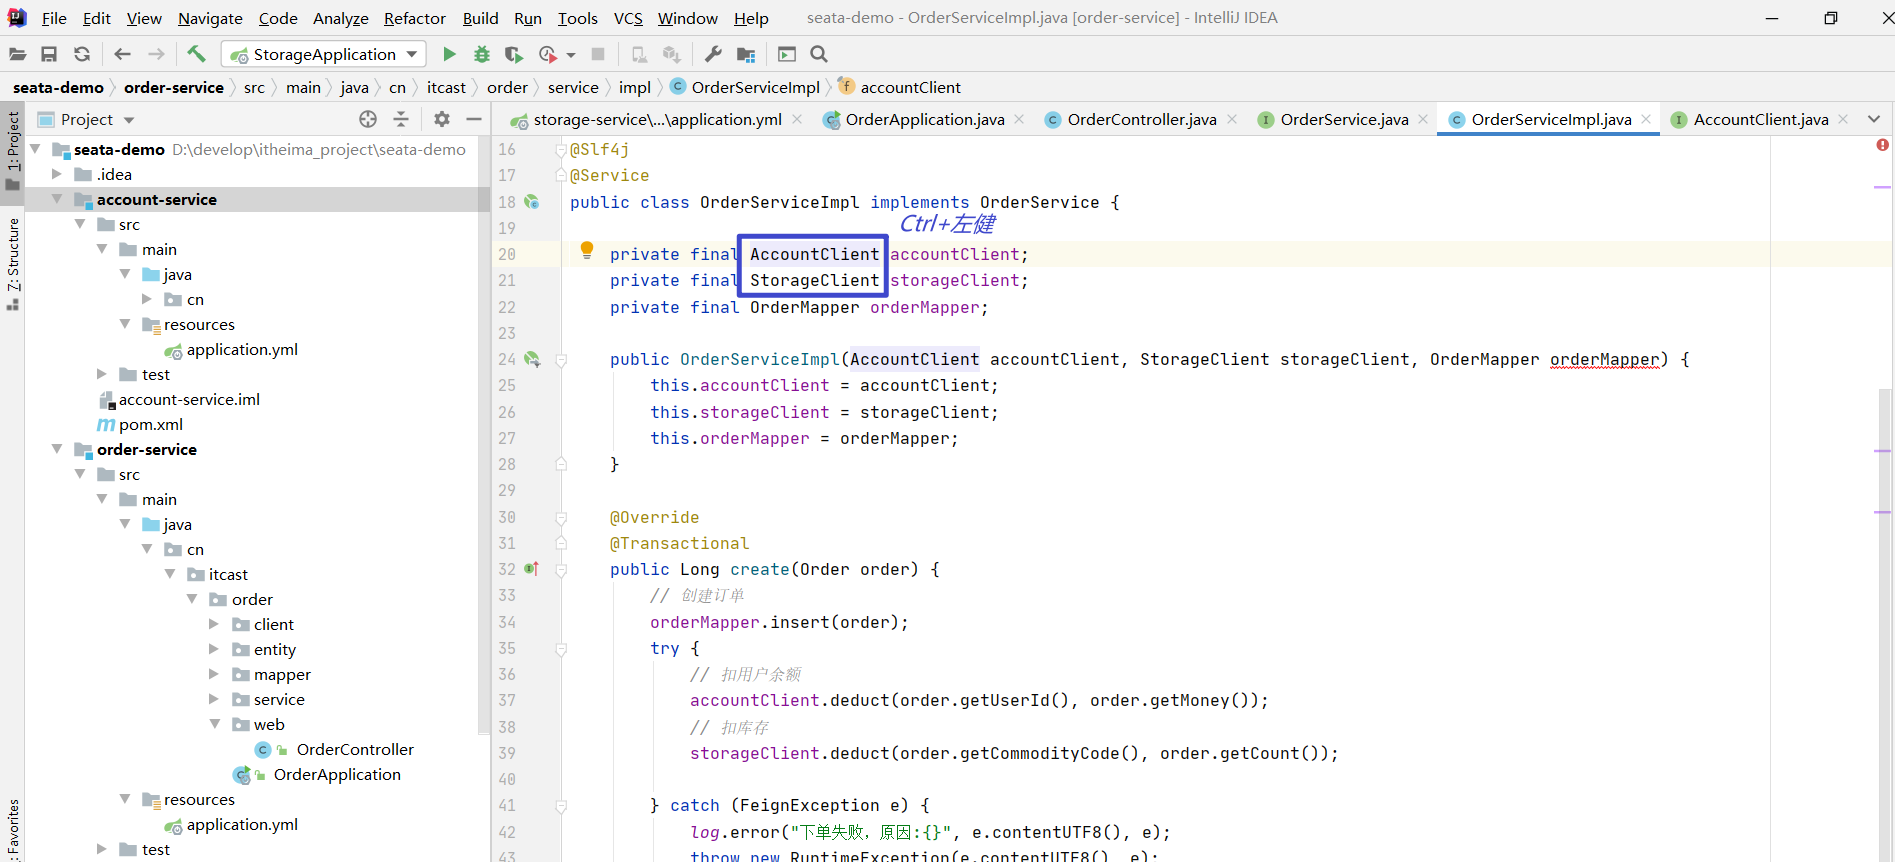 File Edit View Navigate Code Analyze Refactor Build Run Tools VCS Window Help seata-demo - OrderServiceImpl.java [order-service] - IntelliJ IDEA
StorageApplication
seata-demo order-service src main java cn itcast order service impl OrderServiceImpl accountClient
Project
storage-service\...\application.yml OrderApplication.java OrderController.java OrderService.java OrderServiceImpl.java AccountClient.java
1: Project
7: Structure
Favorites
seata-demo D:\develop\itheima_project\seata-demo
.idea
account-service
src
main
java
cn
resources
application.yml
test
account-service.iml
pom.xml
order-service
src
main
java
cn
itcast
order
client
entity
mapper
service
web
OrderController
OrderApplication
resources
application.yml
test
16 @Slf4j
17 @Service
18 public class OrderServiceImpl implements OrderService {
19
Ctrl+左健
20 private final AccountClient accountClient;
21 private final StorageClient storageClient;
22 private final OrderMapper orderMapper;
23
24 public OrderServiceImpl(AccountClient accountClient, StorageClient storageClient, OrderMapper orderMapper) {
25 this.accountClient = accountClient;
26 this.storageClient = storageClient;
27 this.orderMapper = orderMapper;
28 }
29
30 @Override
31 @Transactional
32 public Long create(Order order) {
33 // 创建订单
34 orderMapper.insert(order);
35 try {
36 // 扣用户余额
37 accountClient.deduct(order.getUserId(), order.getMoney());
38 // 扣库存
39 storageClient.deduct(order.getCommodityCode(), order.getCount());
40
41 } catch (FeignException e) {
42 log.error("下单失败，原因:{}", e.contentUTF8(), e);
43 throw new RuntimeException(e.contentUTF8(), e);